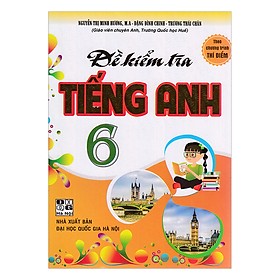 NGUYỄN THỊ MINH HƯƠNG, M.A - ĐẶNG ĐÌNH CHINH - TRƯƠNG THÁI CHÂN
(Giáo viên chuyên Anh, Trường Quốc học Huế)
Theo
chương trình
THÍ ĐIỂM
Đề kiểm tra
TIẾNG ANH
6
NHÀ XUẤT BẢN
ĐẠI HỌC QUỐC GIA HÀ NỘI